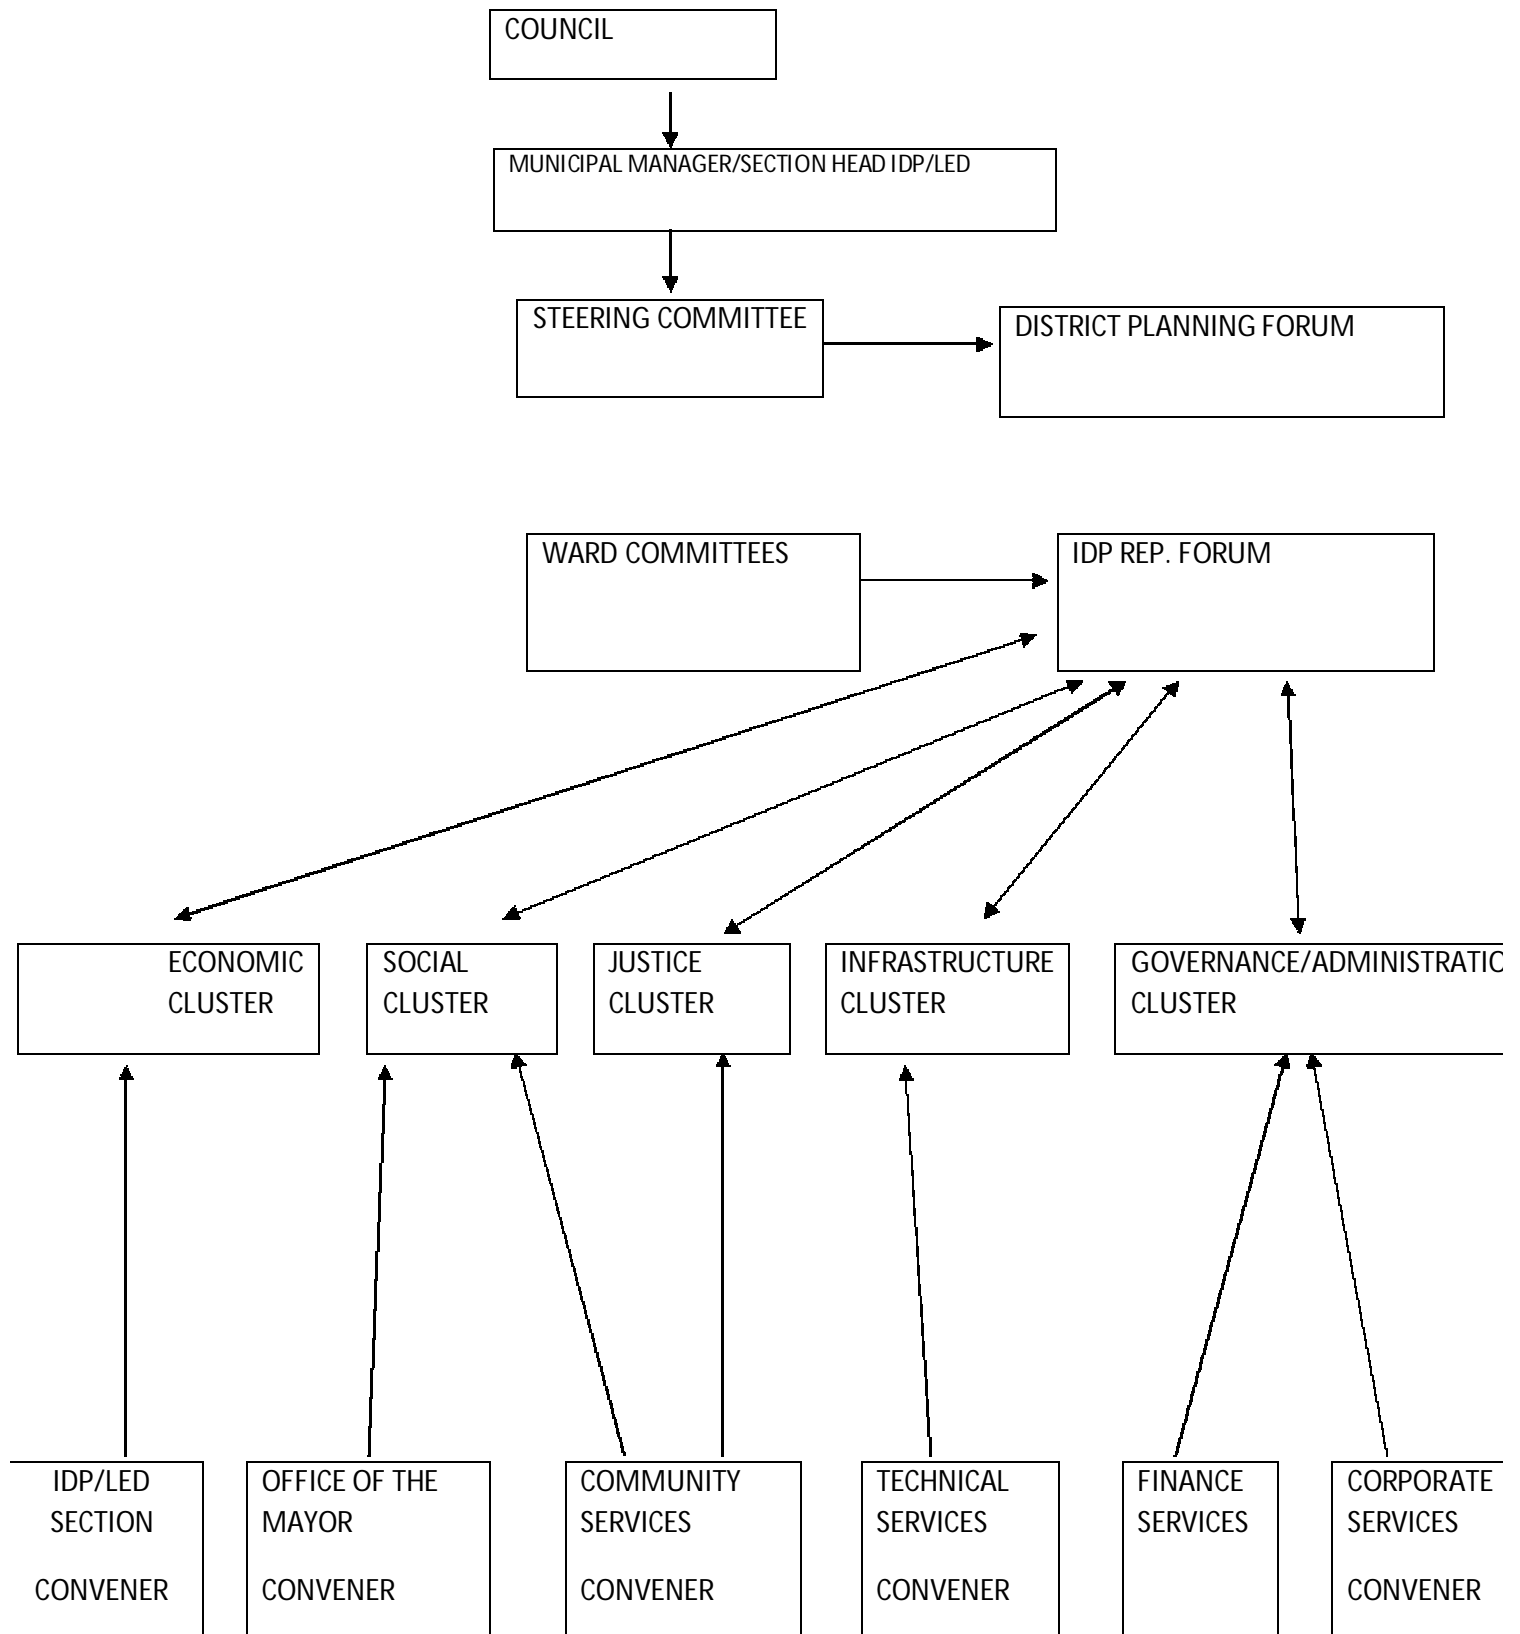 COUNCIL
MUNICIPAL MANAGER/SECTION HEAD IDP/LED
STEERING COMMITTEE
DISTRICT PLANNING FORUM
WARD COMMITTEES
IDP REP. FORUM
ECONOMIC
CLUSTER
SOCIAL
CLUSTER
JUSTICE
CLUSTER
INFRASTRUCTURE
CLUSTER
GOVERNANCE/ADMINISTRATIO
CLUSTER
IDP/LED
SECTION
CONVENER
OFFICE OF THE
MAYOR
CONVENER
COMMUNITY
SERVICES
CONVENER
TECHNICAL
SERVICES
CONVENER
FINANCE
SERVICES
CORPORATE
SERVICES
CONVENER